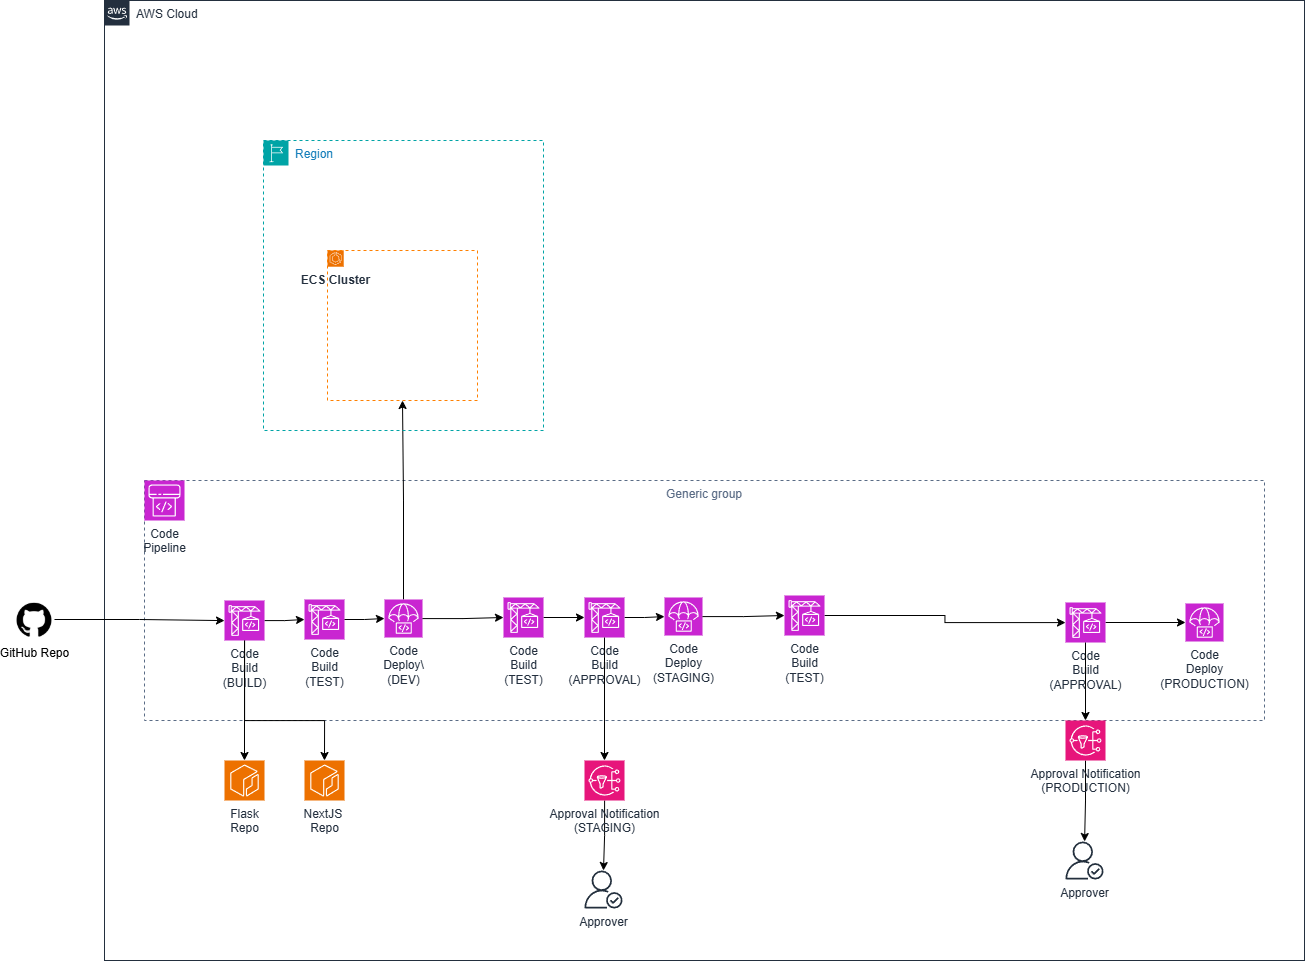 aws
AWS Cloud
Region
ECS Cluster
Generic group
Code
Pipeline
GitHub Repo
Code
Build
(BUILD)
Code
Build
(TEST)
Code
Deploy\
(DEV)
Code
Build
(TEST)
Code
Build
(APPROVAL)
Code
Deploy
(STAGING)
Code
Build
(TEST)
Code
Build
(APPROVAL)
Code
Deploy
(PRODUCTION)
Flask
Repo
NextJS
Repo
Approval Notification
(STAGING)
Approval Notification
(PRODUCTION)
Approver
Approver